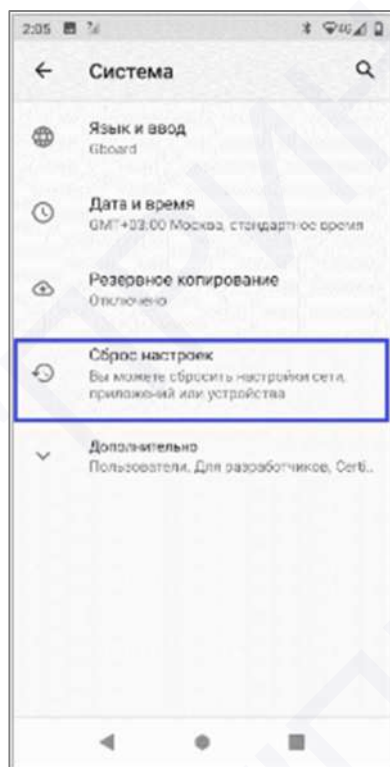 2:05
Система
Язык и ввод
Gboard
Дата и время
GMT+03:00 Москва, стандартное время
Резервное копирование
Отключено
Сброс настроек
Вы можете сбросить настройки сети,
приложений или устройства
Дополнительно
Пользователи, Для разработчиков, Certi..